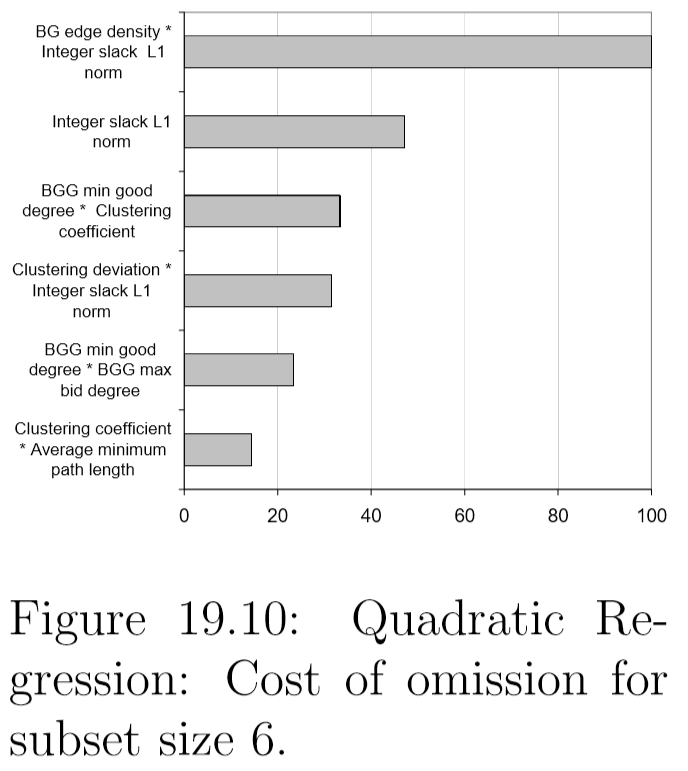 BG edge density *
Integer slack L1
norm
Integer slack L1
norm
BGG min good
degree * Clustering
coefficient
Clustering deviation *
Integer slack L1
norm
BGG min good
degree * BGG max
bid degree
Clustering coefficient
* Average minimum
path length
0 20 40 60 80 100
Figure 19.10: Quadratic Re-
gression: Cost of omission for
subset size 6.